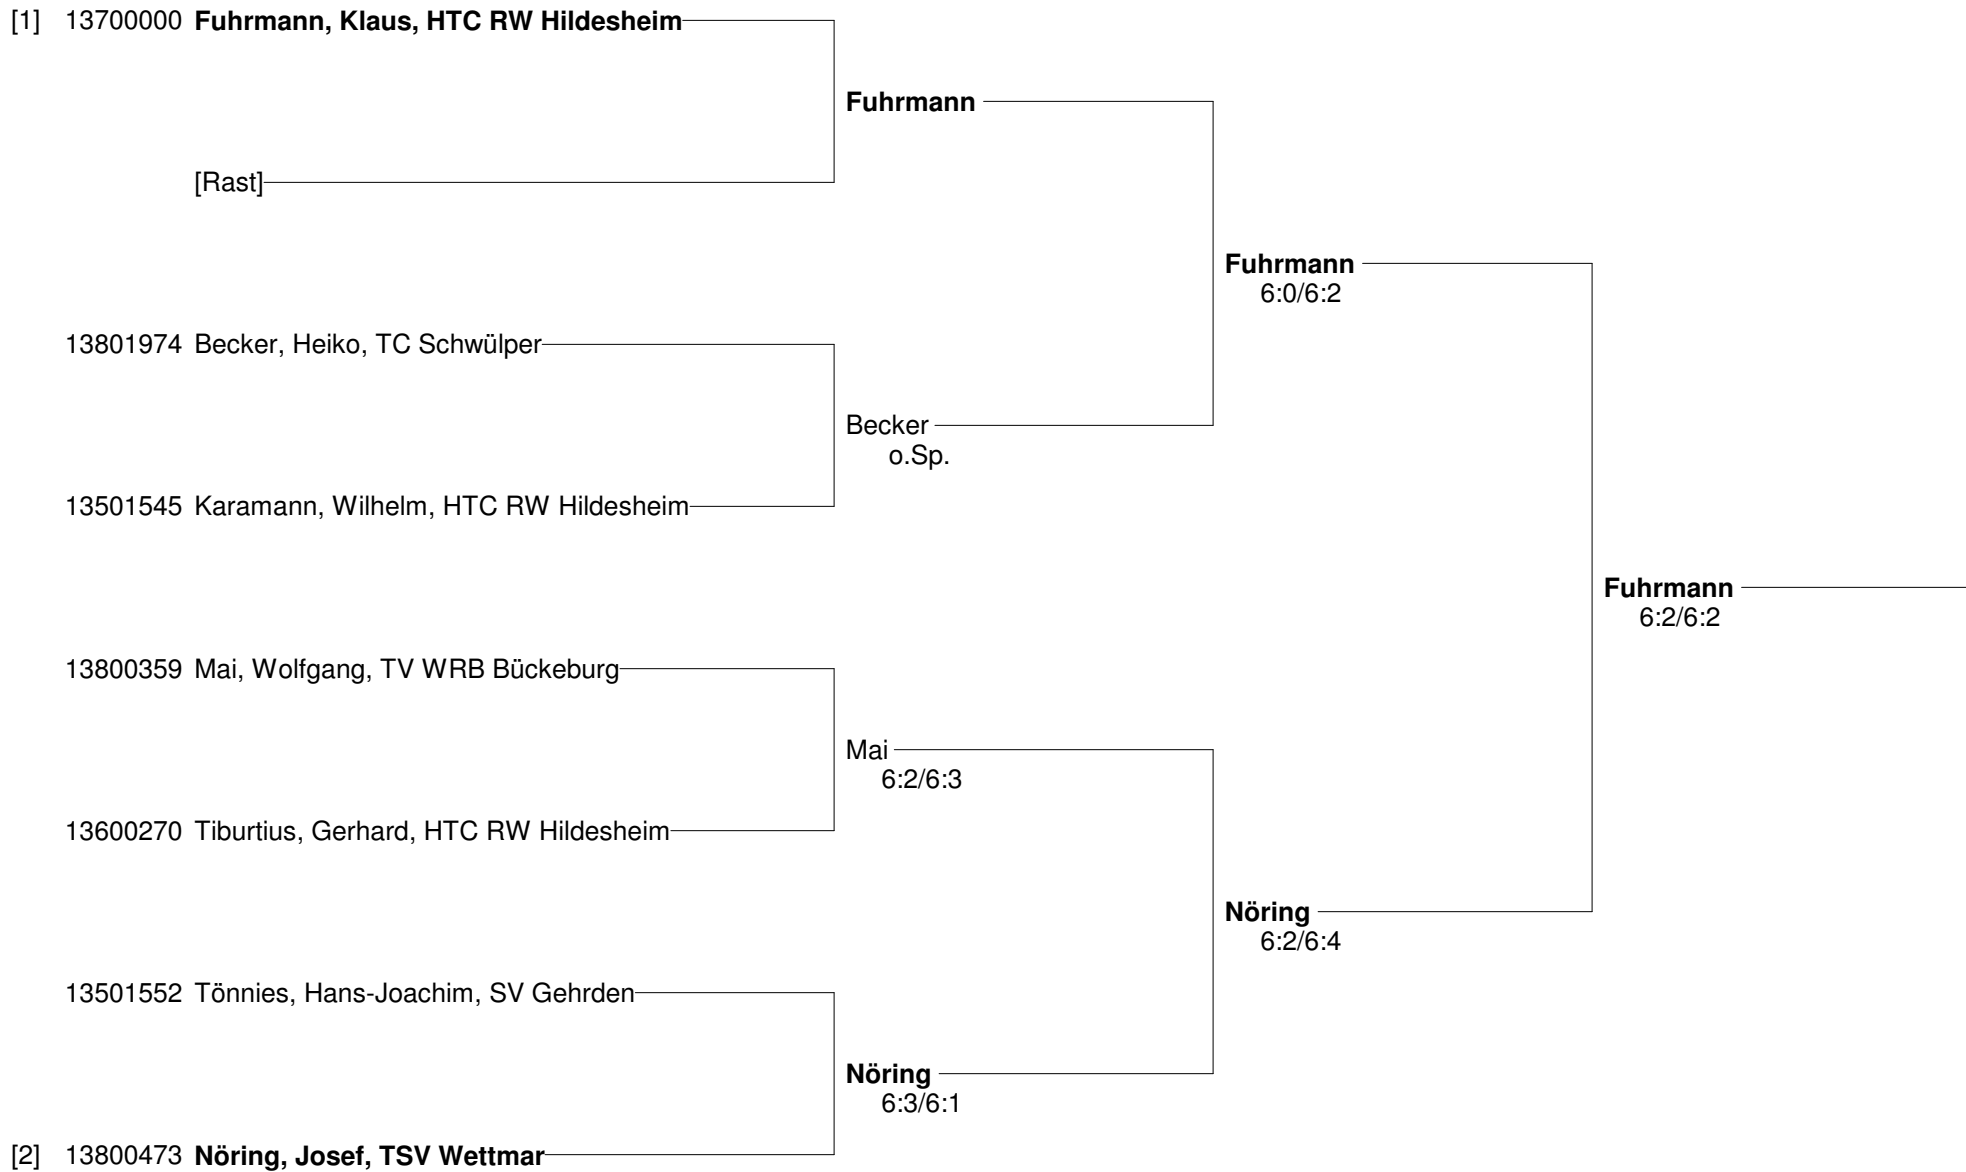 [1] 13700000 Fuhrmann, Klaus, HTC RW Hildesheim
Fuhrmann
[Rast]
Fuhrmann
6:0/6:2
13801974 Becker, Heiko, TC Schwülper
Becker
o.Sp.
13501545 Karamann, Wilhelm, HTC RW Hildesheim
Fuhrmann
6:2/6:2
13800359 Mai, Wolfgang, TV WRB Bückeburg
Mai
6:2/6:3
13600270 Tiburtius, Gerhard, HTC RW Hildesheim
Nöring
6:2/6:4
13501552 Tönnies, Hans-Joachim, SV Gehrden
Nöring
6:3/6:1
[2] 13800473 Nöring, Josef, TSV Wettmar